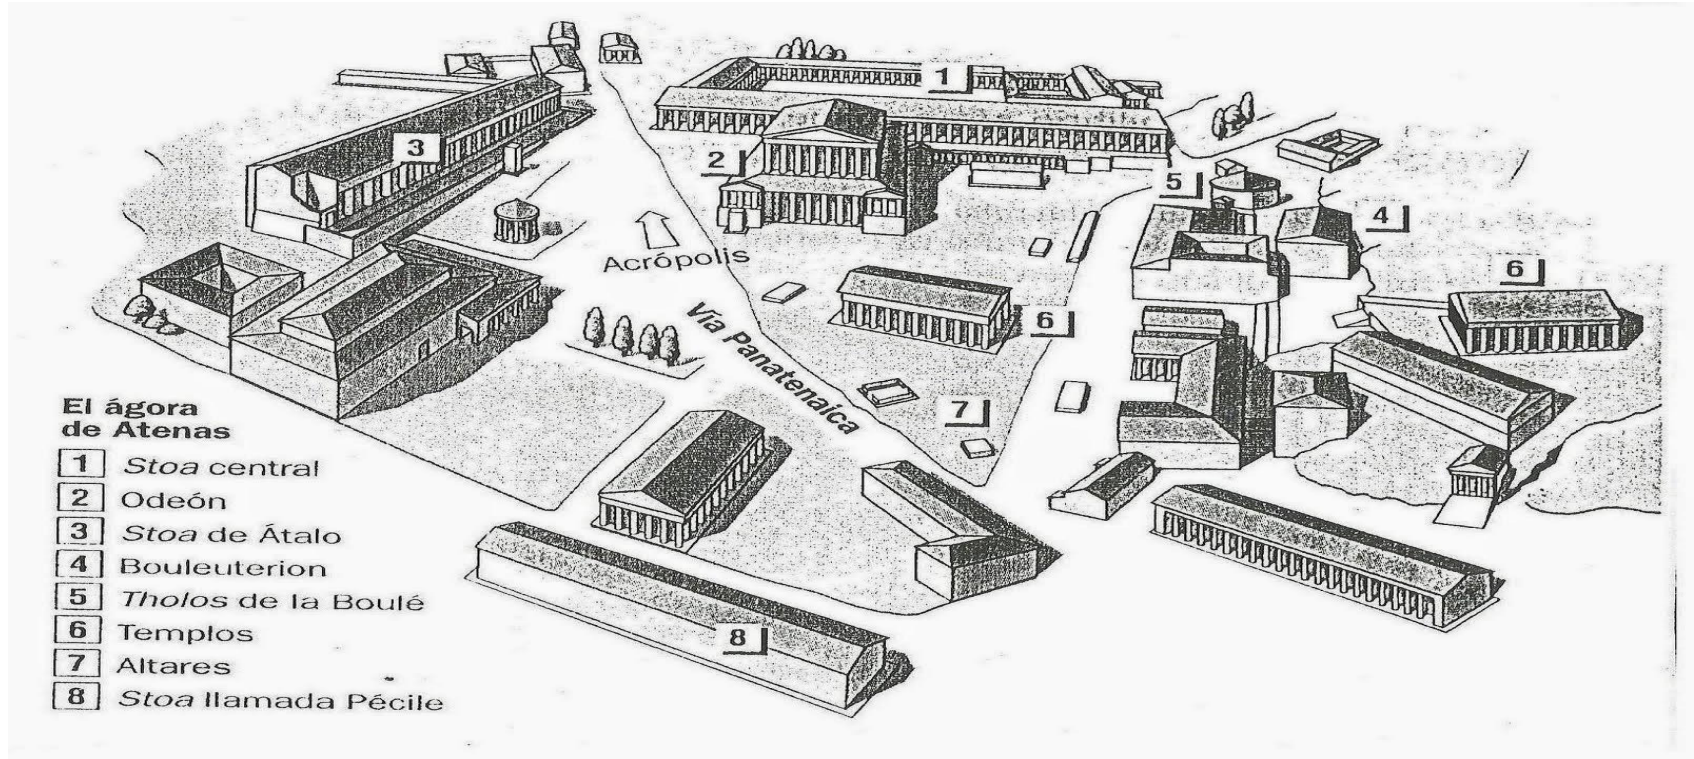 1
3
2
5
4
Acrópolis
6
6
Vía Panatenaica
7
El ágora
de Atenas
1 Stoa central
2 Odeón
3 Stoa de Átalo
4 Bouleuterion
5 Tholos de la Boulé
6 Templos
7 Altares
8 Stoa llamada Pécile
8